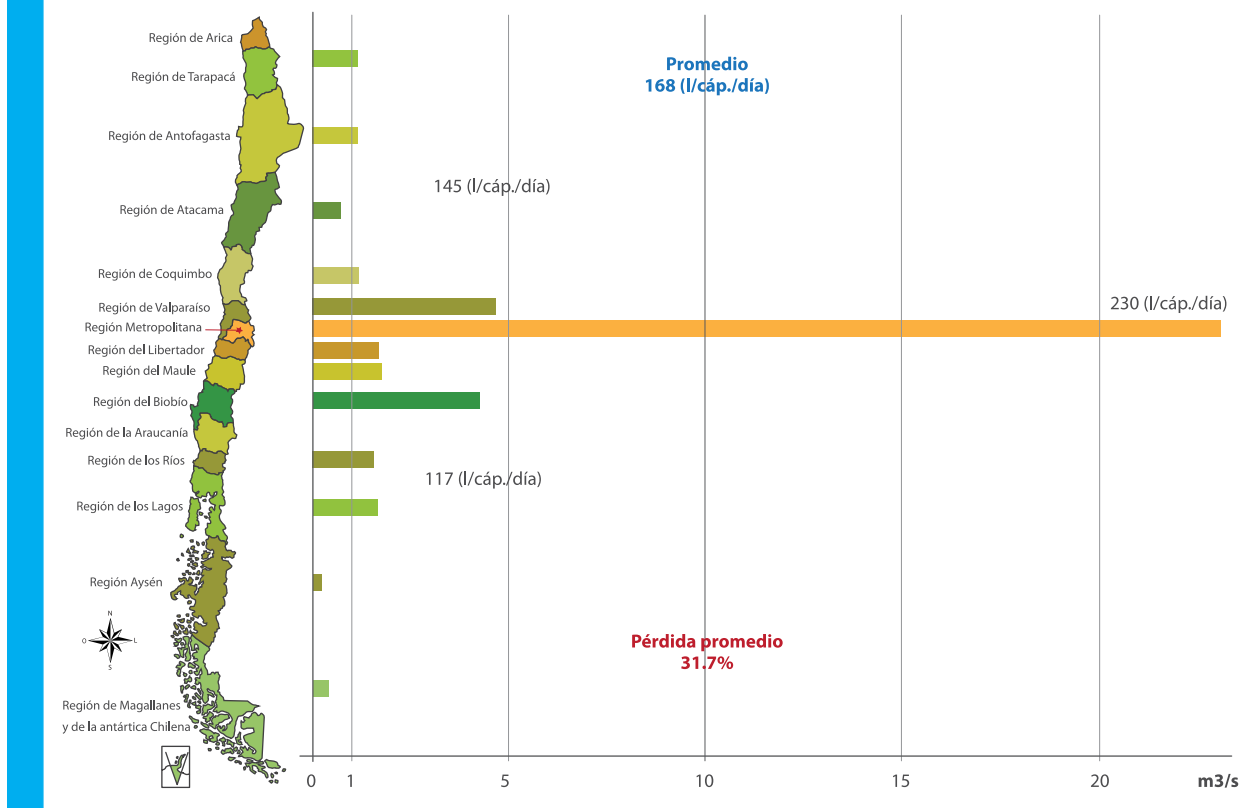 Región de Arica
Región de Tarapacá
Región de Antofagasta
Región de Atacama
Región de Coquimbo
Región de Valparaíso
Región Metropolitana
Región del Libertador
Región del Maule
Región del Biobío
Región de la Araucanía
Región de los Ríos
Región de los Lagos
Región Aysén
Región de Magallanes
y de la antártica Chilena
N
O
L
S
Promedio
168 (l/cáp./día)
145 (l/cáp./día)
230 (l/cáp./día)
117 (l/cáp./día)
Pérdida promedio
31.7%
0 1 5 10 15 20 m3/s